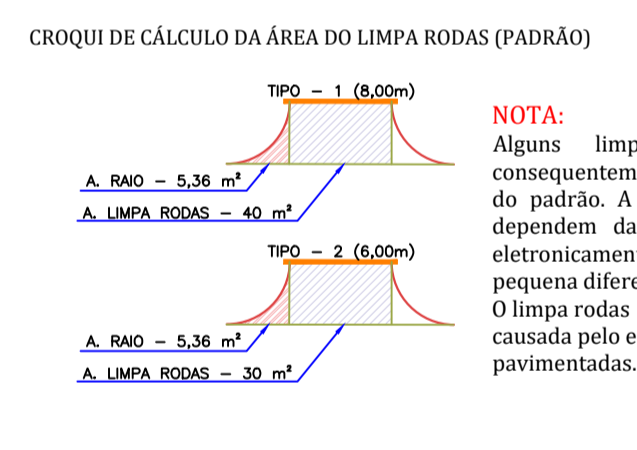 CROQUI DE CÁLCULO DA ÁREA DO LIMPA RODAS (PADRÃO)
TIPO - 1 (8,00m)
A. RAIO - 5,36 m²
A. LIMPA RODAS - 40 m²
TIPO - 2 (6,00m)
A. RAIO - 5,36 m²
A. LIMPA RODAS - 30 m²
NOTA:
Alguns limp
consequentem
do padrão. A
dependem da
eletronicamen
pequena difere
O limpa rodas
causada pelo e
pavimentadas.